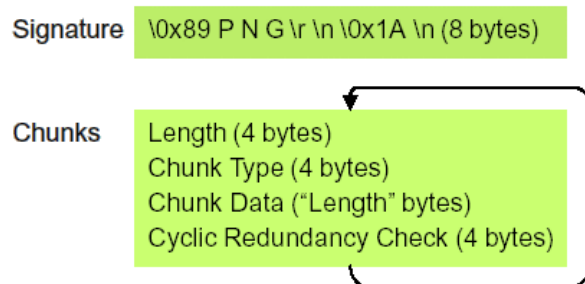 Signature
\0x89 P N G \r \n \0x1A \n (8 bytes)
Chunks
Length (4 bytes)
Chunk Type (4 bytes)
Chunk Data (“Length” bytes)
Cyclic Redundancy Check (4 bytes)